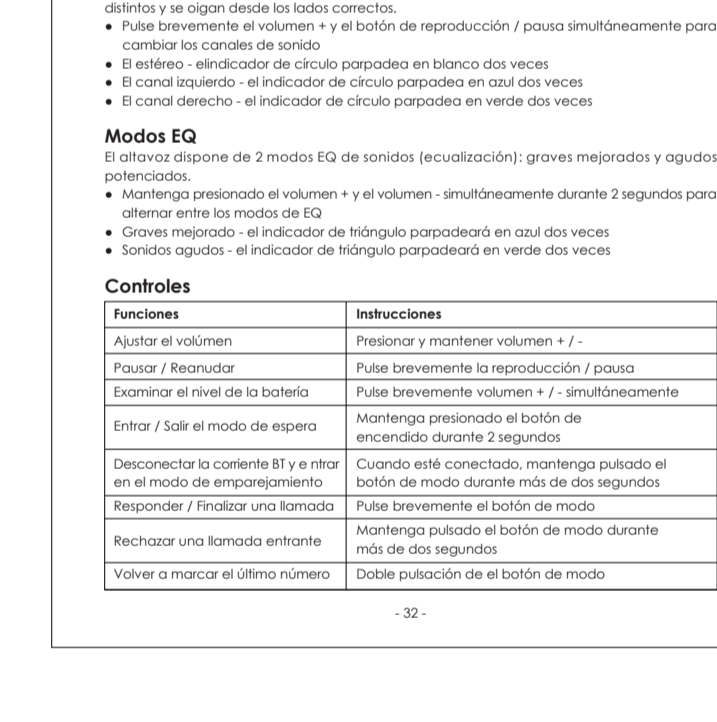 distintos y se oigan desde los lados correctos.
● Pulse brevemente el volumen + y el botón de reproducción / pausa simultáneamente para
cambiar los canales de sonido
● El estéreo - elindicador de círculo parpadea en blanco dos veces
● El canal izquierdo - el indicador de círculo parpadea en azul dos veces
● El canal derecho - el indicador de círculo parpadea en verde dos veces
Modos EQ
El altavoz dispone de 2 modos EQ de sonidos (ecualización): graves mejorados y agudos
potenciados.
● Mantenga presionado el volumen + y el volumen - simultáneamente durante 2 segundos para
alternar entre los modos de EQ
● Graves mejorado - el indicador de triángulo parpadeará en azul dos veces
● Sonidos agudos - el indicador de triángulo parpadeará en verde dos veces
Controles
Funciones Instrucciones
Ajustar el volúmen Presionar y mantener volumen + / -
Pausar / Reanudar Pulse brevemente la reproducción / pausa
Examinar el nivel de la batería Pulse brevemente volumen + / - simultáneamente
Entrar / Salir el modo de espera Mantenga presionado el botón de
encendido durante 2 segundos
Desconectar la corriente BT y e ntrar Cuando esté conectado, mantenga pulsado el
en el modo de emparejamiento botón de modo durante más de dos segundos
Responder / Finalizar una llamada Pulse brevemente el botón de modo
Rechazar una llamada entrante Mantenga pulsado el botón de modo durante
más de dos segundos
Volver a marcar el último número Doble pulsación de el botón de modo
- 32 -